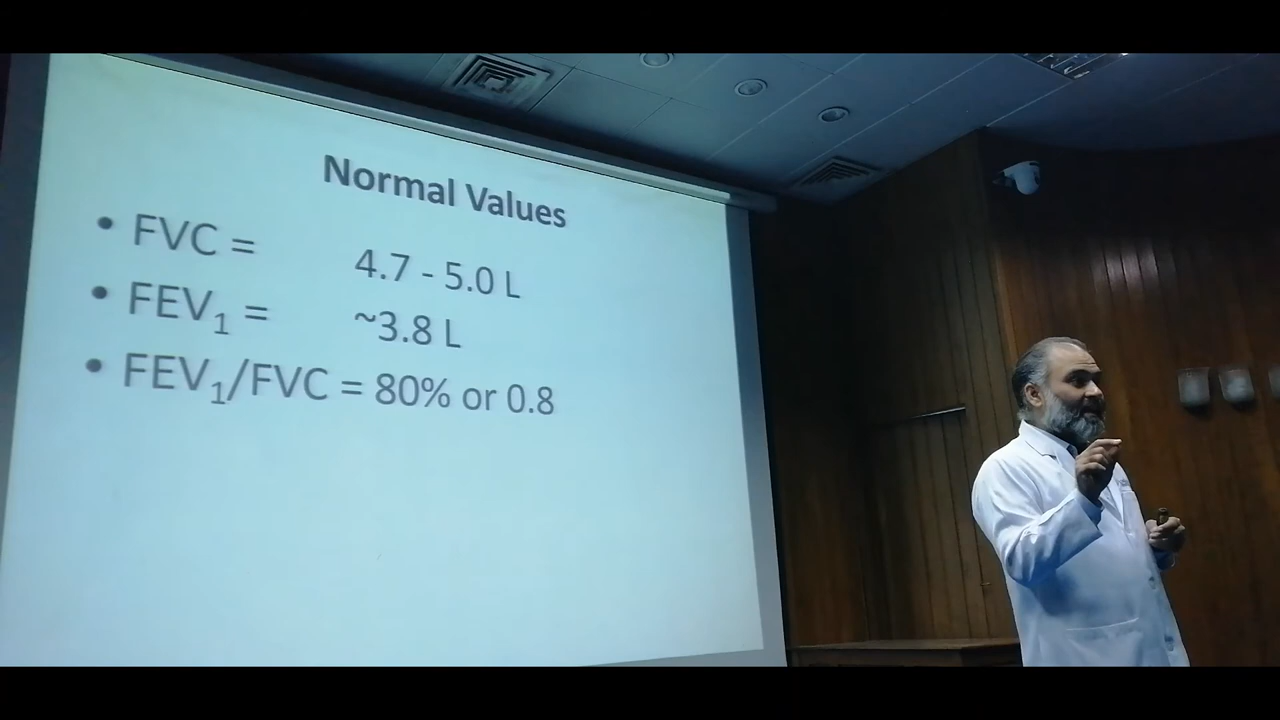 Normal Values
• FVC = 4.7 - 5.0 L
• FEV₁ = ~3.8 L
• FEV₁/FVC = 80% or 0.8